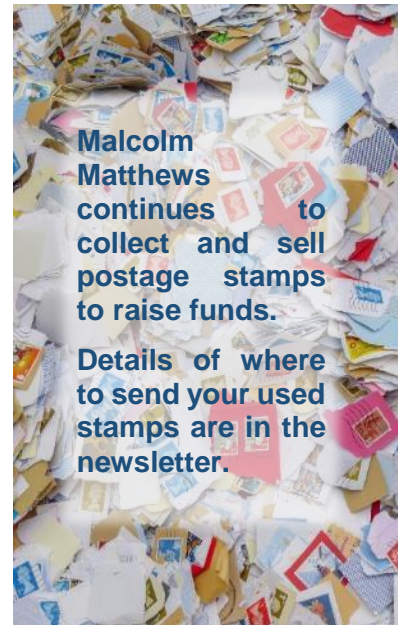 Malcolm
Matthews
continues to
collect and sell
postage stamps
to raise funds.
Details of where
to send your used
stamps are in the
newsletter.